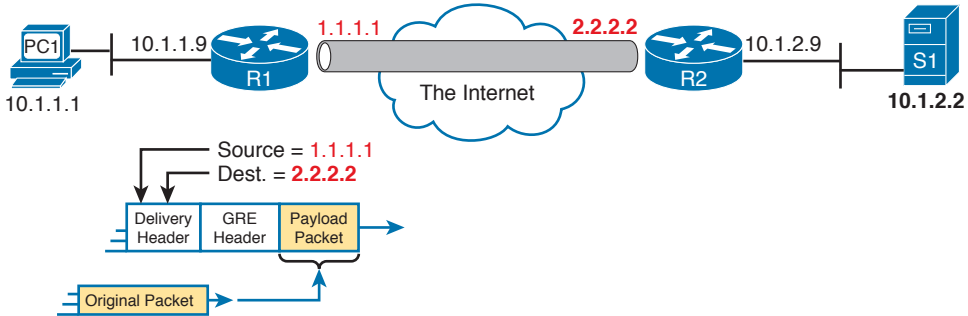 PC1
10.1.1.1
10.1.1.9
R1
1.1.1.1
The Internet
2.2.2.2
R2
10.1.2.9
S1
10.1.2.2
Source = 1.1.1.1
Dest. = 2.2.2.2
Delivery
Header
GRE
Header
Payload
Packet
Original Packet